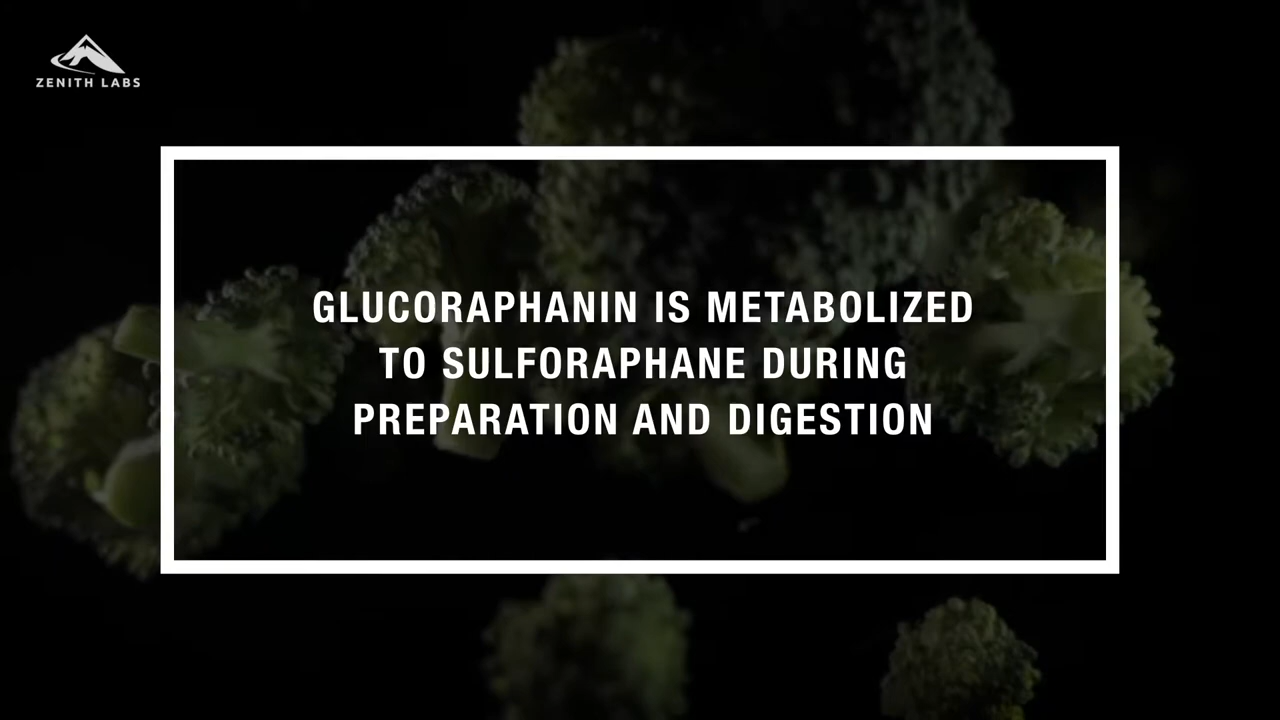 ZENITH LABS
GLUCORAPHANIN IS METABOLIZED
TO SULFORAPHANE DURING
PREPARATION AND DIGESTION